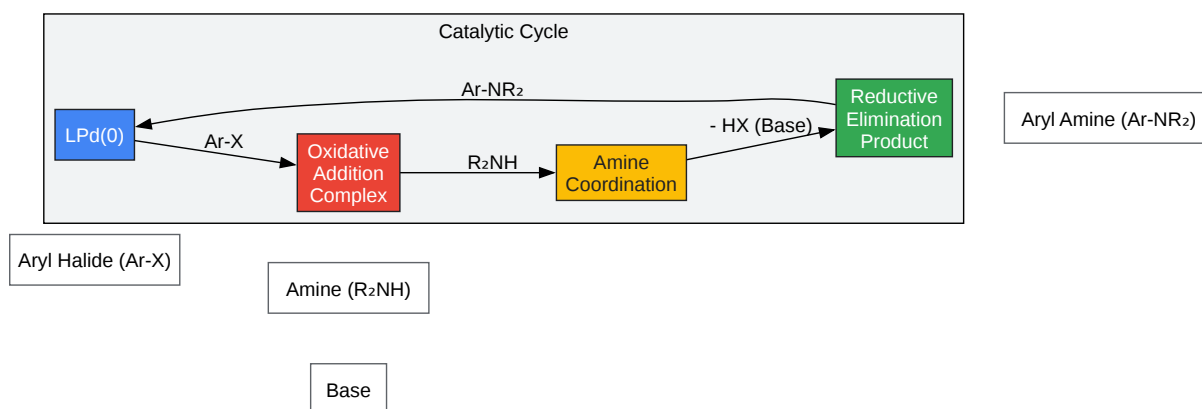 Catalytic Cycle
Ar-NR₂
LPd(0)
Ar-X
Oxidative
Addition
Complex
R₂NH
Amine
Coordination
- HX (Base)
Reductive
Elimination
Product
Aryl Amine (Ar-NR₂)
Aryl Halide (Ar-X)
Amine (R₂NH)
Base